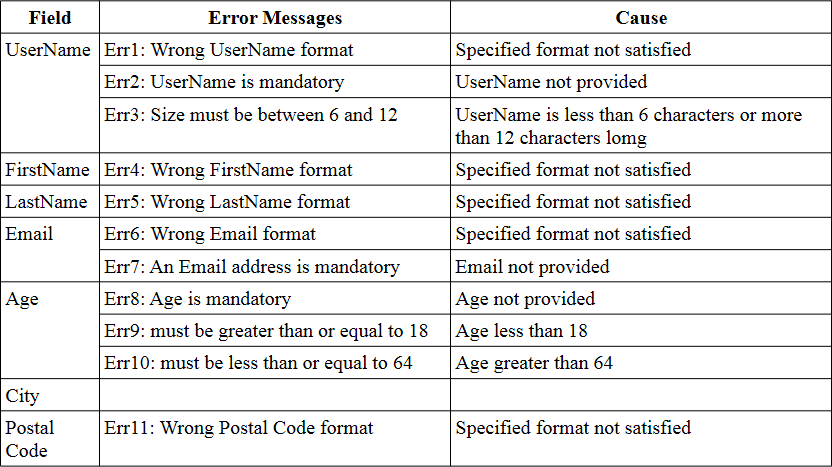 Field Error Messages Cause
UserName Err1: Wrong UserName format Specified format not satisfied
Err2: UserName is mandatory UserName not provided
Err3: Size must be between 6 and 12 UserName is less than 6 characters or more
than 12 characters lomg
FirstName Err4: Wrong FirstName format Specified format not satisfied
LastName Err5: Wrong LastName format Specified format not satisfied
Email Err6: Wrong Email format Specified format not satisfied
Err7: An Email address is mandatory Email not provided
Age Err8: Age is mandatory Age not provided
Err9: must be greater than or equal to 18 Age less than 18
Err10: must be less than or equal to 64 Age greater than 64
City
Postal Err11: Wrong Postal Code format Specified format not satisfied
Code